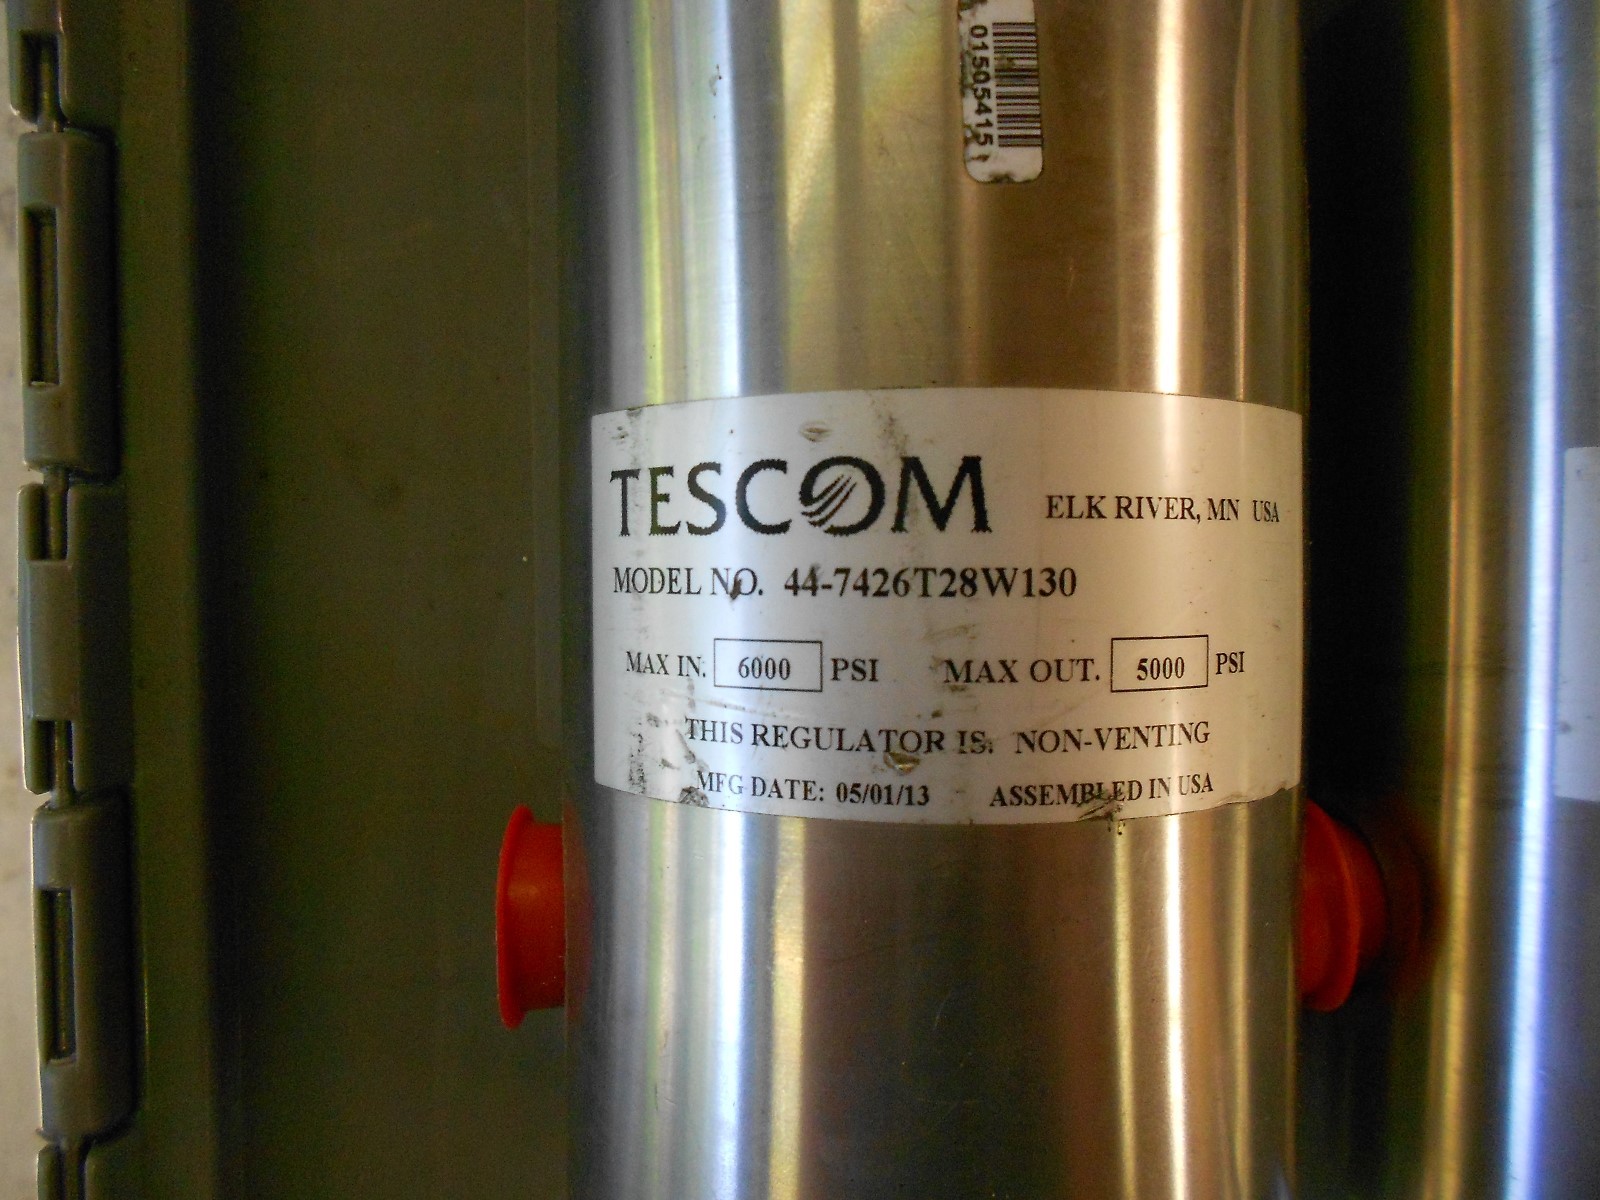 01505415
TESCOM ELK RIVER, MN USA
MODEL NO. 44-7426T28W130
MAX IN. 6000 PSI MAX OUT. 5000 PSI
THIS REGULATOR IS: NON-VENTING
MFG DATE: 05/01/13 ASSEMBLED IN USA